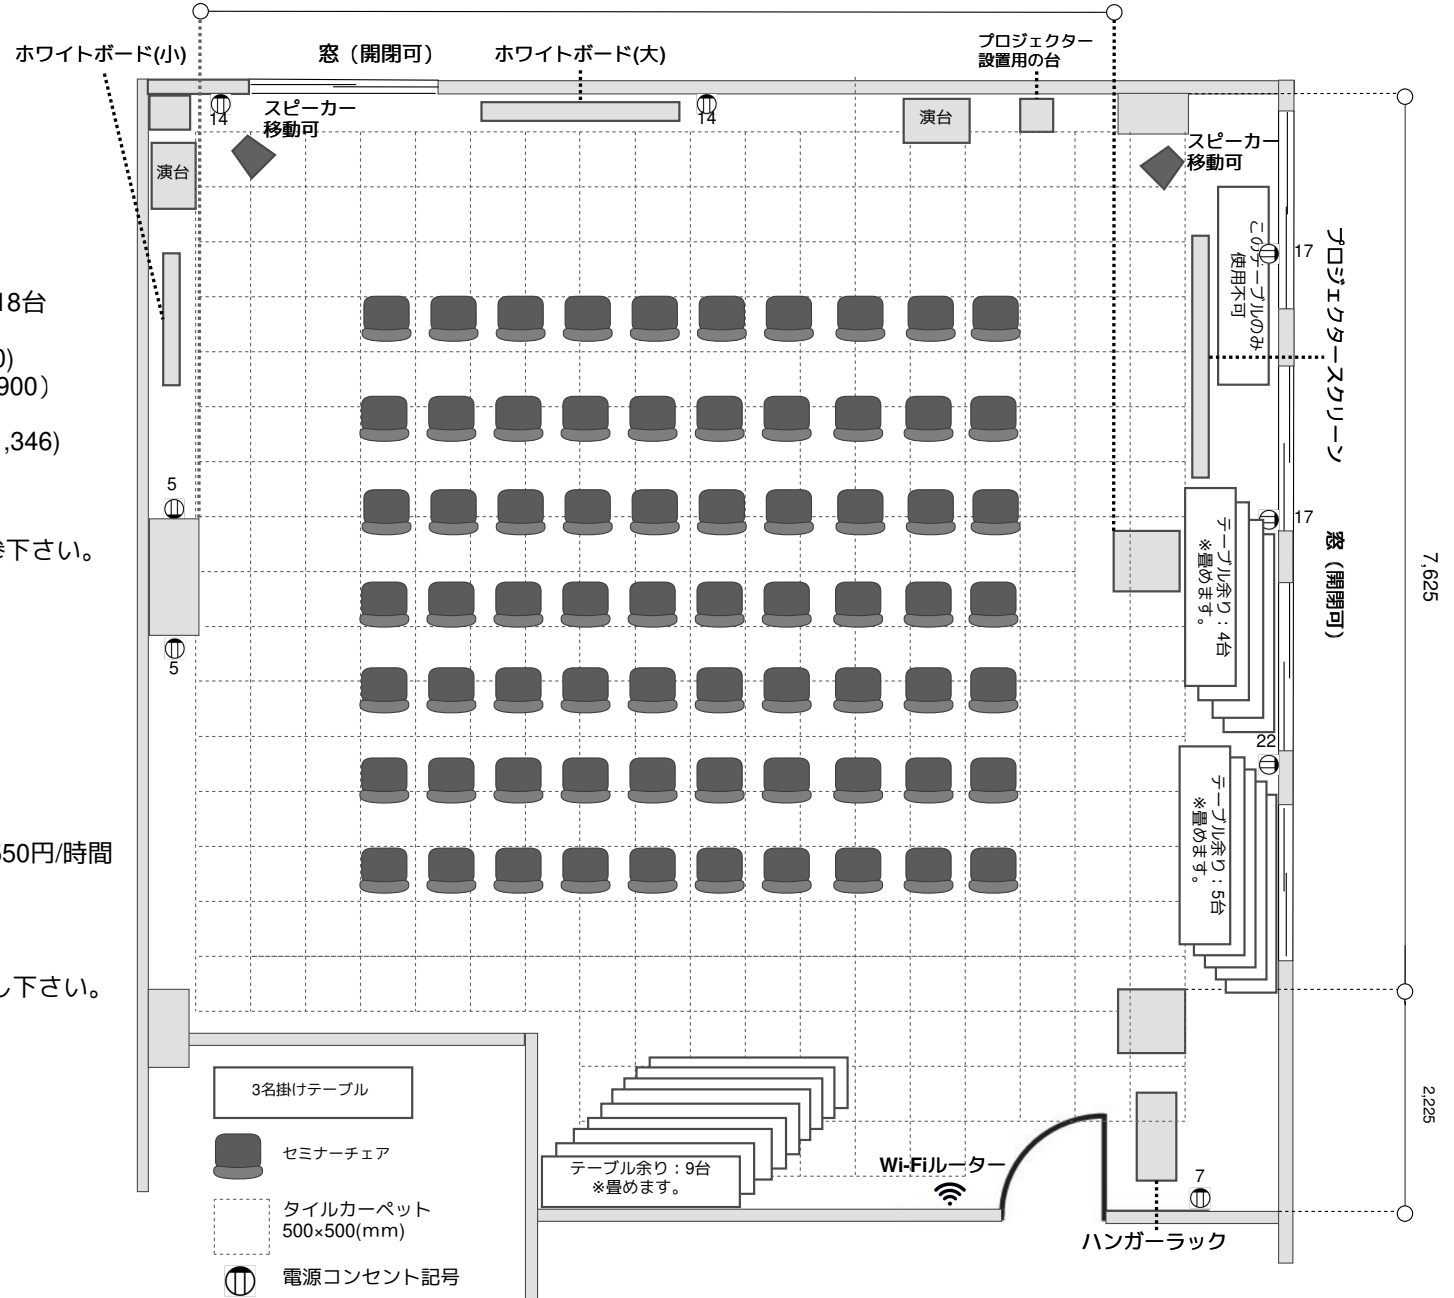 ホワイトボード(小)
窓（開閉可）
ホワイトボード(大)
プロジェクター
設置用の台
14
スピーカー
移動可
14
演台
スピーカー
移動可
演台
このテーブルのみ
使用不可
17
プロジェクタースクリーン
18台
0)
900）
,346)
5
参下さい。
17
テーブル余り：4台
※畳めます。
窓（開閉可）
7,625
5
22
テーブル余り：5台
※畳めます。
550円/時間
し下さい。
3名掛けテーブル
セミナーチェア
タイルカーペット
500×500(mm)
電源コンセント記号
テーブル余り：9台
※畳めます。
Wi-Fiルーター
7
ハンガーラック
2,225